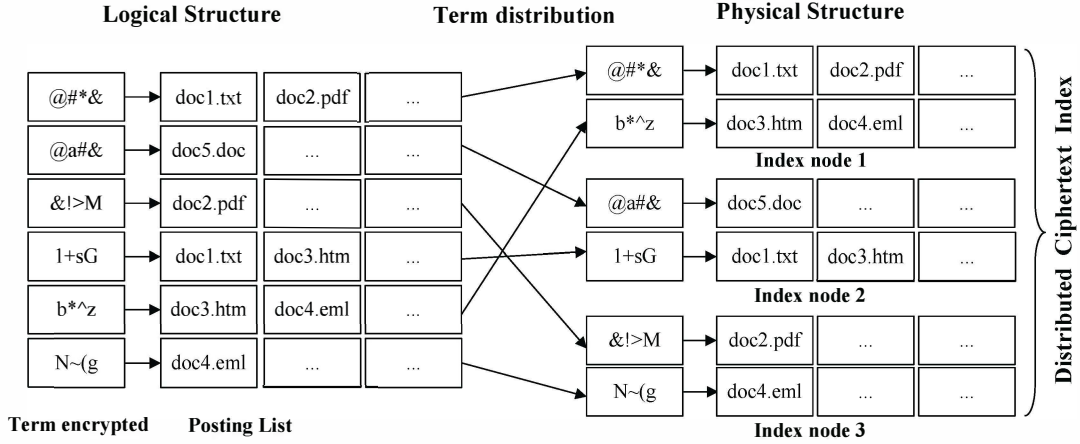 Logical Structure
Term distribution
Physical Structure
@#*& doc1.txt doc2.pdf ...
@a#& doc5.doc ... ...
&!>M doc2.pdf ... ...
1+sG doc1.txt doc3.htm ...
b*^z doc3.htm doc4.eml ...
N~(g doc4.eml ... ...
Term encrypted Posting List
@#*& doc1.txt doc2.pdf ...
b*^z doc3.htm doc4.eml ...
Index node 1
@a#& doc5.doc ... ...
1+sG doc1.txt doc3.htm ...
Index node 2
&!>M doc2.pdf ... ...
N~(g doc4.eml ... ...
Index node 3
Distributed Ciphertext Index